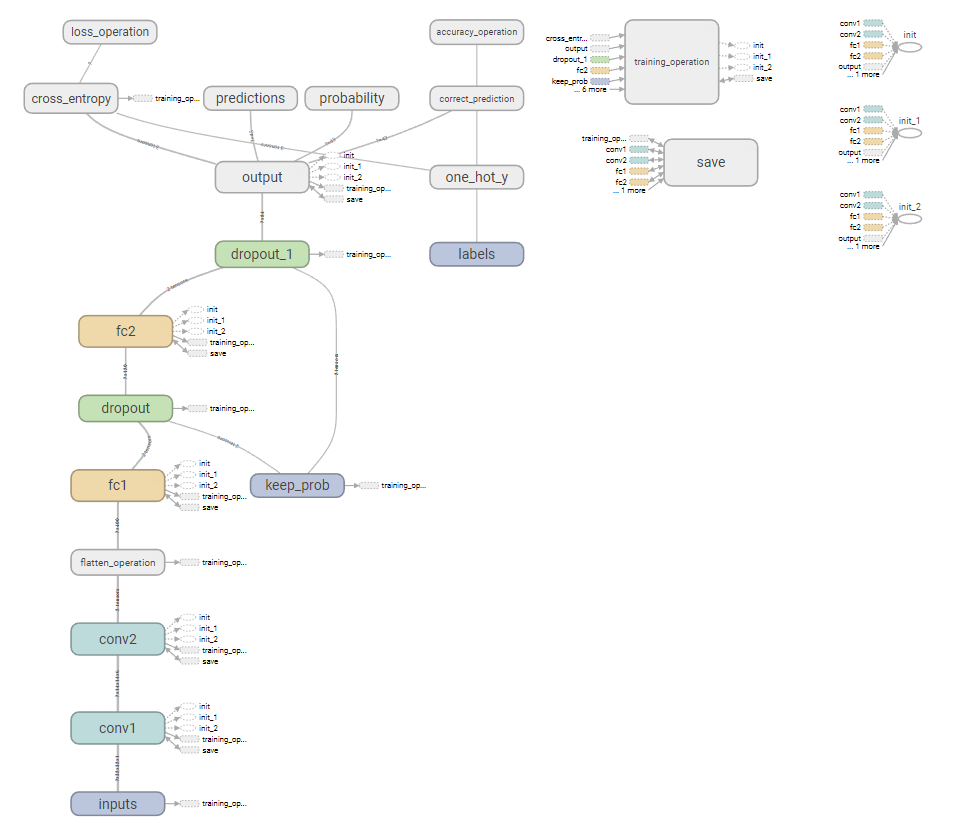 loss_operation
cross_entropy
training_op...
predictions
probability
accuracy_operation
correct_prediction
output
init
init_1
init_2
training_op...
save
one_hot_y
labels
dropout_1
training_op...
fc2
init
init_1
init_2
training_op...
save
dropout
training_op...
fc1
init
init_1
init_2
training_op...
save
keep_prob
training_op...
flatten_operation
training_op...
conv2
init
init_1
init_2
training_op...
save
conv1
init
init_1
init_2
training_op...
save
inputs
training_op...
cross_entr...
output
dropout_1
fc2
keep_prob
... 6 more
training_operation
init
init_1
init_2
save
training_op...
conv1
conv2
fc1
fc2
... 1 more
save
conv1
conv2
fc1
fc2
output
... 1 more
init
conv1
conv2
fc1
fc2
output
... 1 more
init_1
conv1
conv2
fc1
fc2
output
... 1 more
init_2